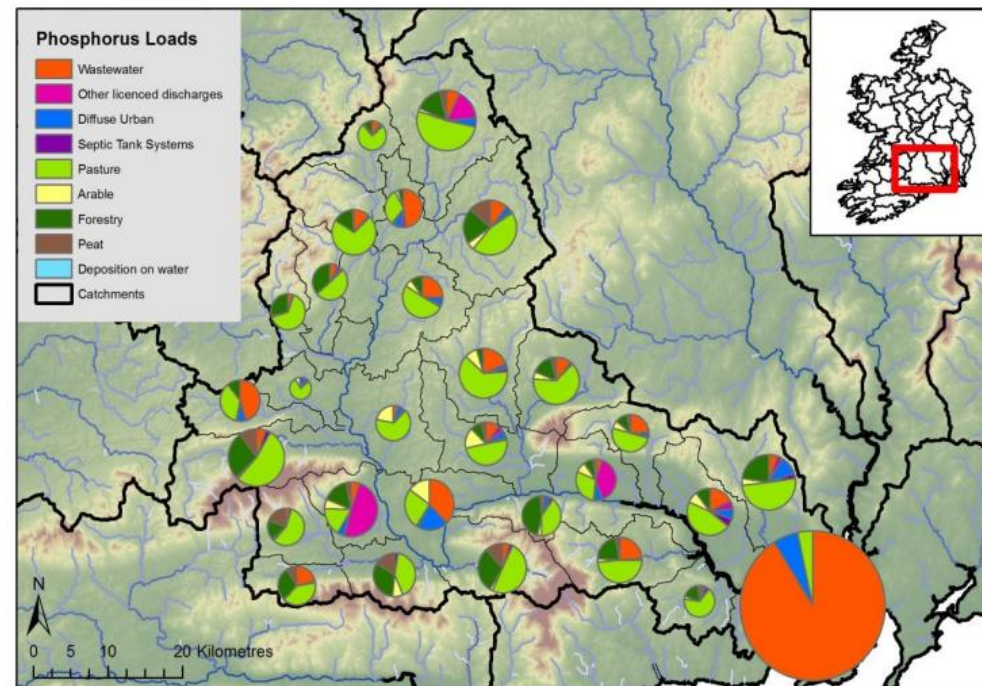 Phosphorus Loads
Wastewater
Other licenced discharges
Diffuse Urban
Septic Tank Systems
Pasture
Arable
Forestry
Peat
Deposition on water
Catchments
N
0 5 10 20 Kilometres